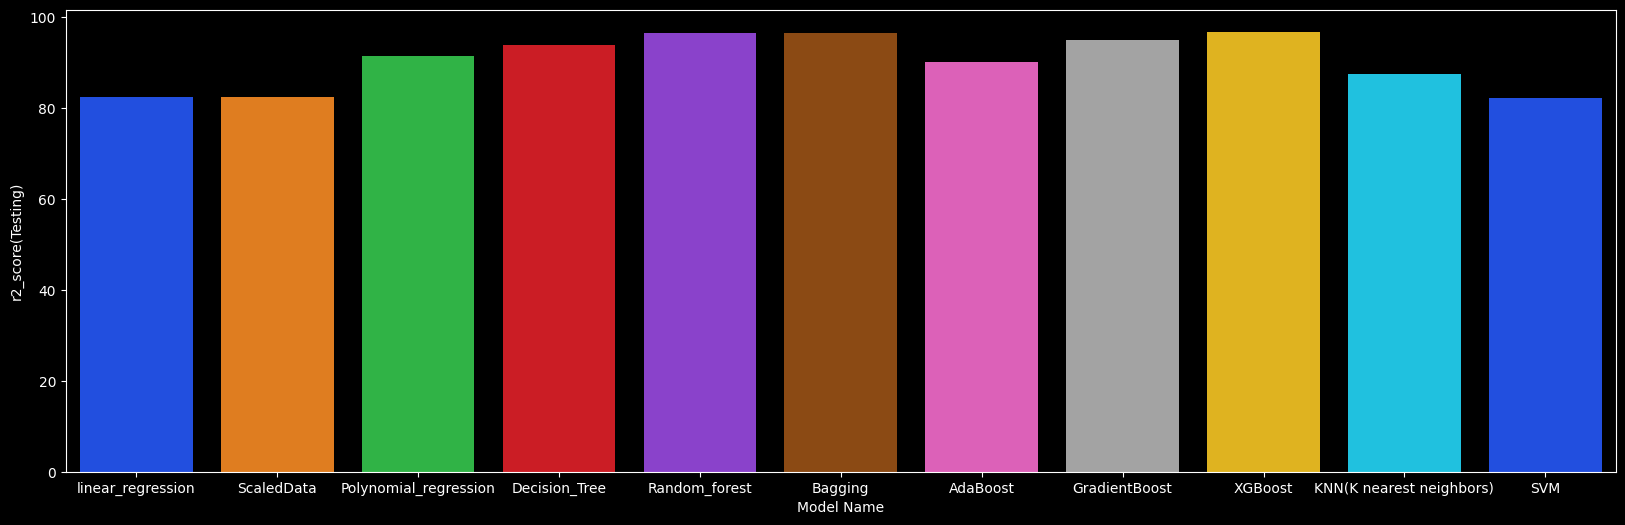 100
80
60
40
20
0
r2_score(Testing)
linear_regression ScaledData Polynomial_regression Decision_Tree Random_forest Bagging AdaBoost GradientBoost XGBoost KNN(K nearest neighbors) SVM
Model Name